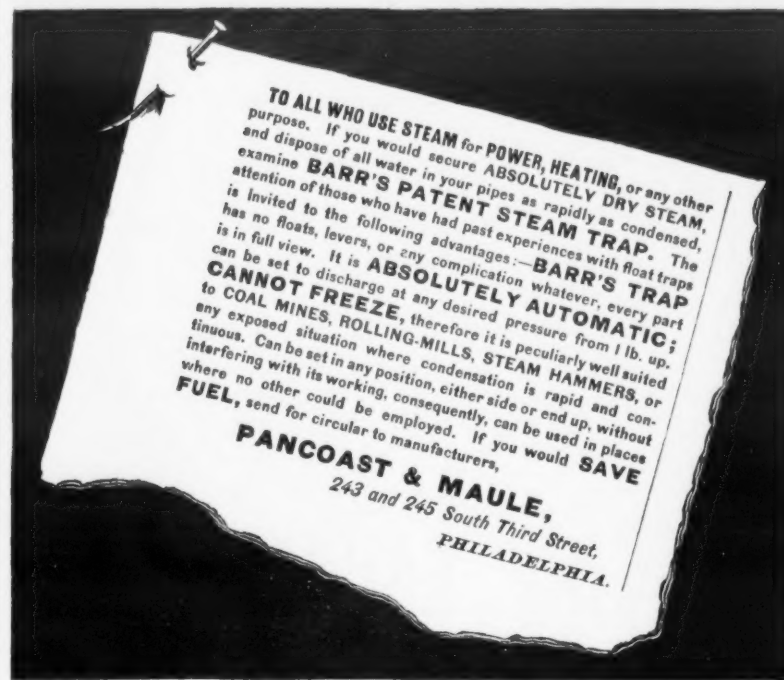 TO ALL WHO USE STEAM for POWER, HEATING, or any other
purpose. If you would secure ABSOLUTELY DRY STEAM,
and dispose of all water in your pipes as rapidly as condensed,
examine BARR'S PATENT STEAM TRAP. The
attention of those who have had past experiences with float traps
is Invited to the following advantages:—BARR'S TRAP
has no floats, levers, or any complication whatever, every part
is in full view. It is ABSOLUTELY AUTOMATIC;
can be set to discharge at any desired pressure from 1 lb. up.
CANNOT FREEZE, therefore it is peculiarly well suited
to COAL MINES, ROLLING-MILLS, STEAM HAMMERS, or
any exposed situation where condensation is rapid and con-
tinuous. Can be set in any position, either side or end up, without
interfering with its working, consequently, can be used in places
where no other could be employed. If you would SAVE
FUEL, send for circular to manufacturers,
PANCOAST & MAULE,
243 and 245 South Third Street,
PHILADELPHIA.